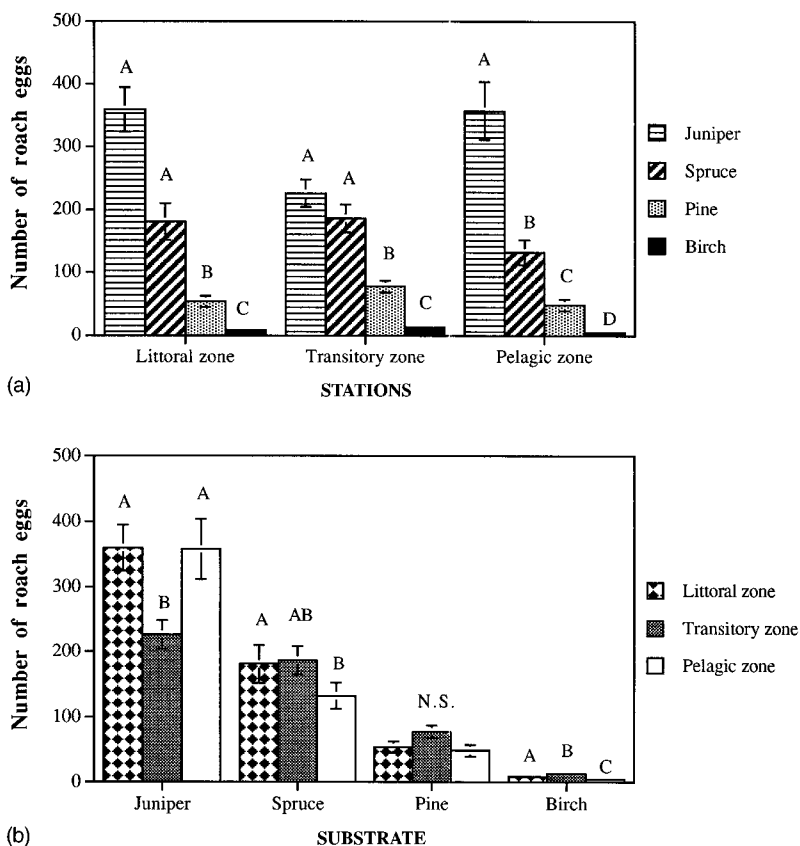 Number of roach eggs
500
400
300
200
100
0
A
A
B
C
A
A
B
C
A
B
C
D
Juniper
Spruce
Pine
Birch
Littoral zone
Transitory zone
Pelagic zone
(a)
STATIONS
Number of roach eggs
500
400
300
200
100
0
A
B
A
A
AB
B
N.S.
A
B
C
Littoral zone
Transitory zone
Pelagic zone
Juniper
Spruce
Pine
Birch
(b)
SUBSTRATE